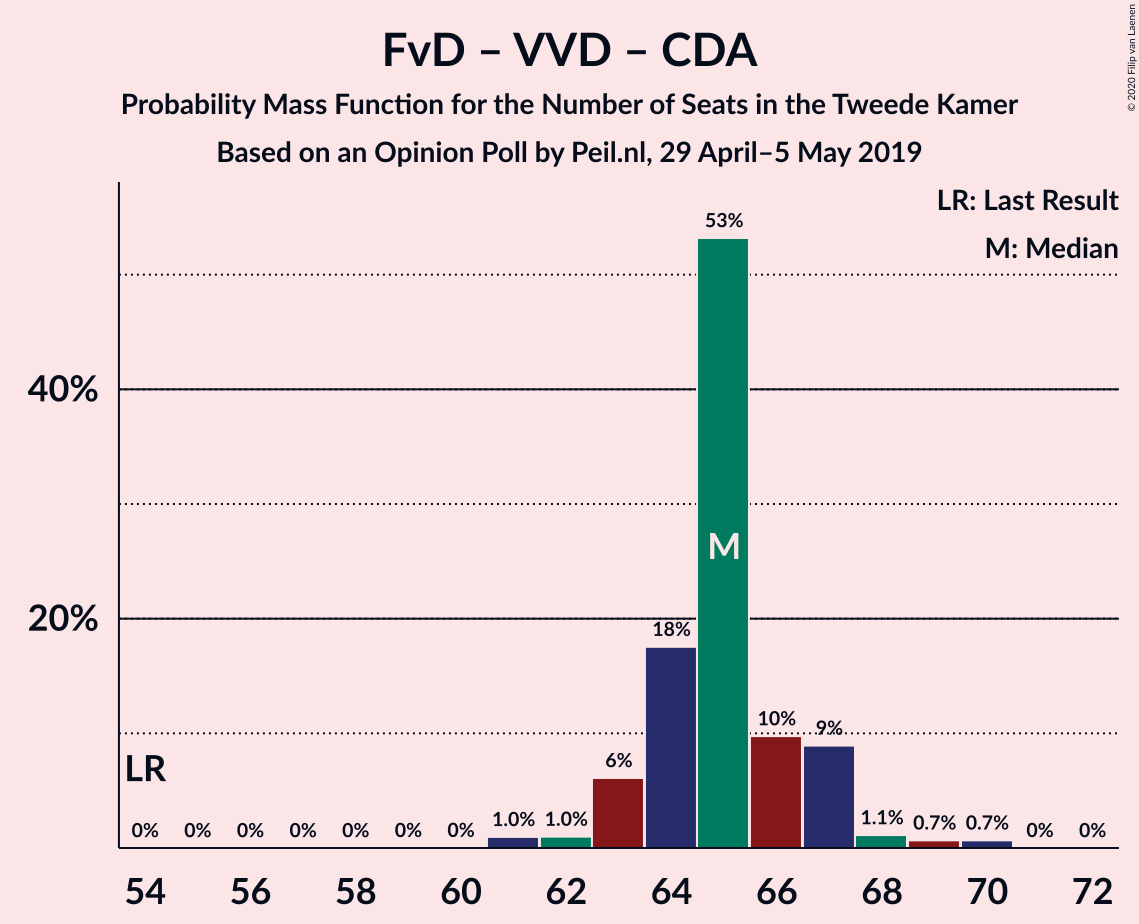 FvD – VVD – CDA
Probability Mass Function for the Number of Seats in the Tweede Kamer
Based on an Opinion Poll by Peil.nl, 29 April–5 May 2019
© 2020 Filip van Laenen
LR: Last Result
M: Median
53%
40%
M
20%
18%
10%
9%
LR
6%
0% 0% 0% 0% 0% 0% 0% 1.0% 1.0% 1.1% 0.7% 0.7% 0% 0%
54 56 58 60 62 64 66 68 70 72